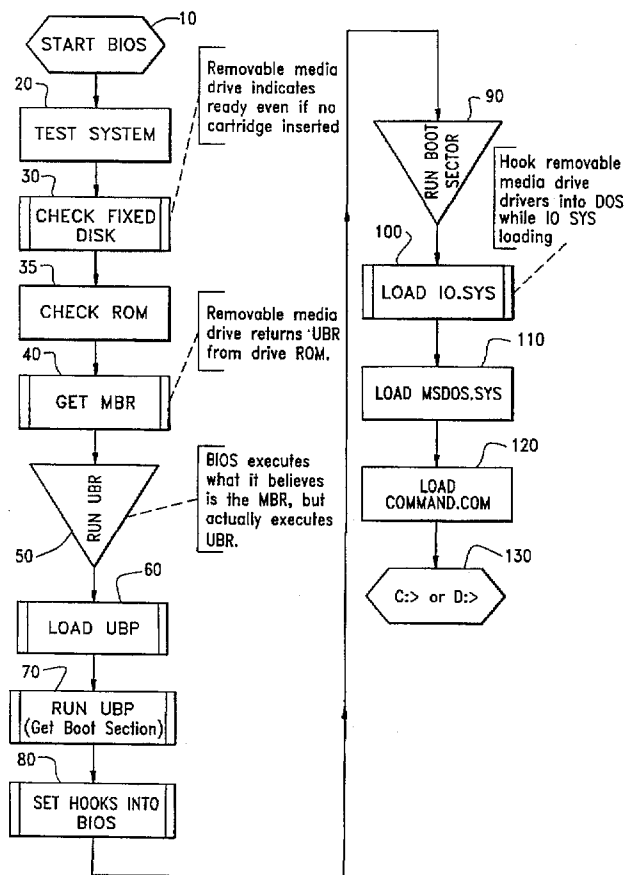 10
START BIOS
20
TEST SYSTEM
Removable media
drive indicates
ready even if no
cartridge inserted
30
CHECK FIXED
DISK
35
CHECK ROM
40
GET MBR
Removable media
drive returns UBR
from drive ROM.
RUN UBR
50
BIOS executes
what it believes
is the MBR, but
actually executes
UBR.
60
LOAD UBP
70
RUN UBP
(Get Boot Section)
80
SET HOOKS INTO
BIOS
90
RUN BOOT
SECTOR
Hook removable
media drive
drivers into DOS
while IO SYS
loading
100
LOAD IO.SYS
110
LOAD MSDOS.SYS
120
LOAD
COMMAND.COM
130
C:> or D:>